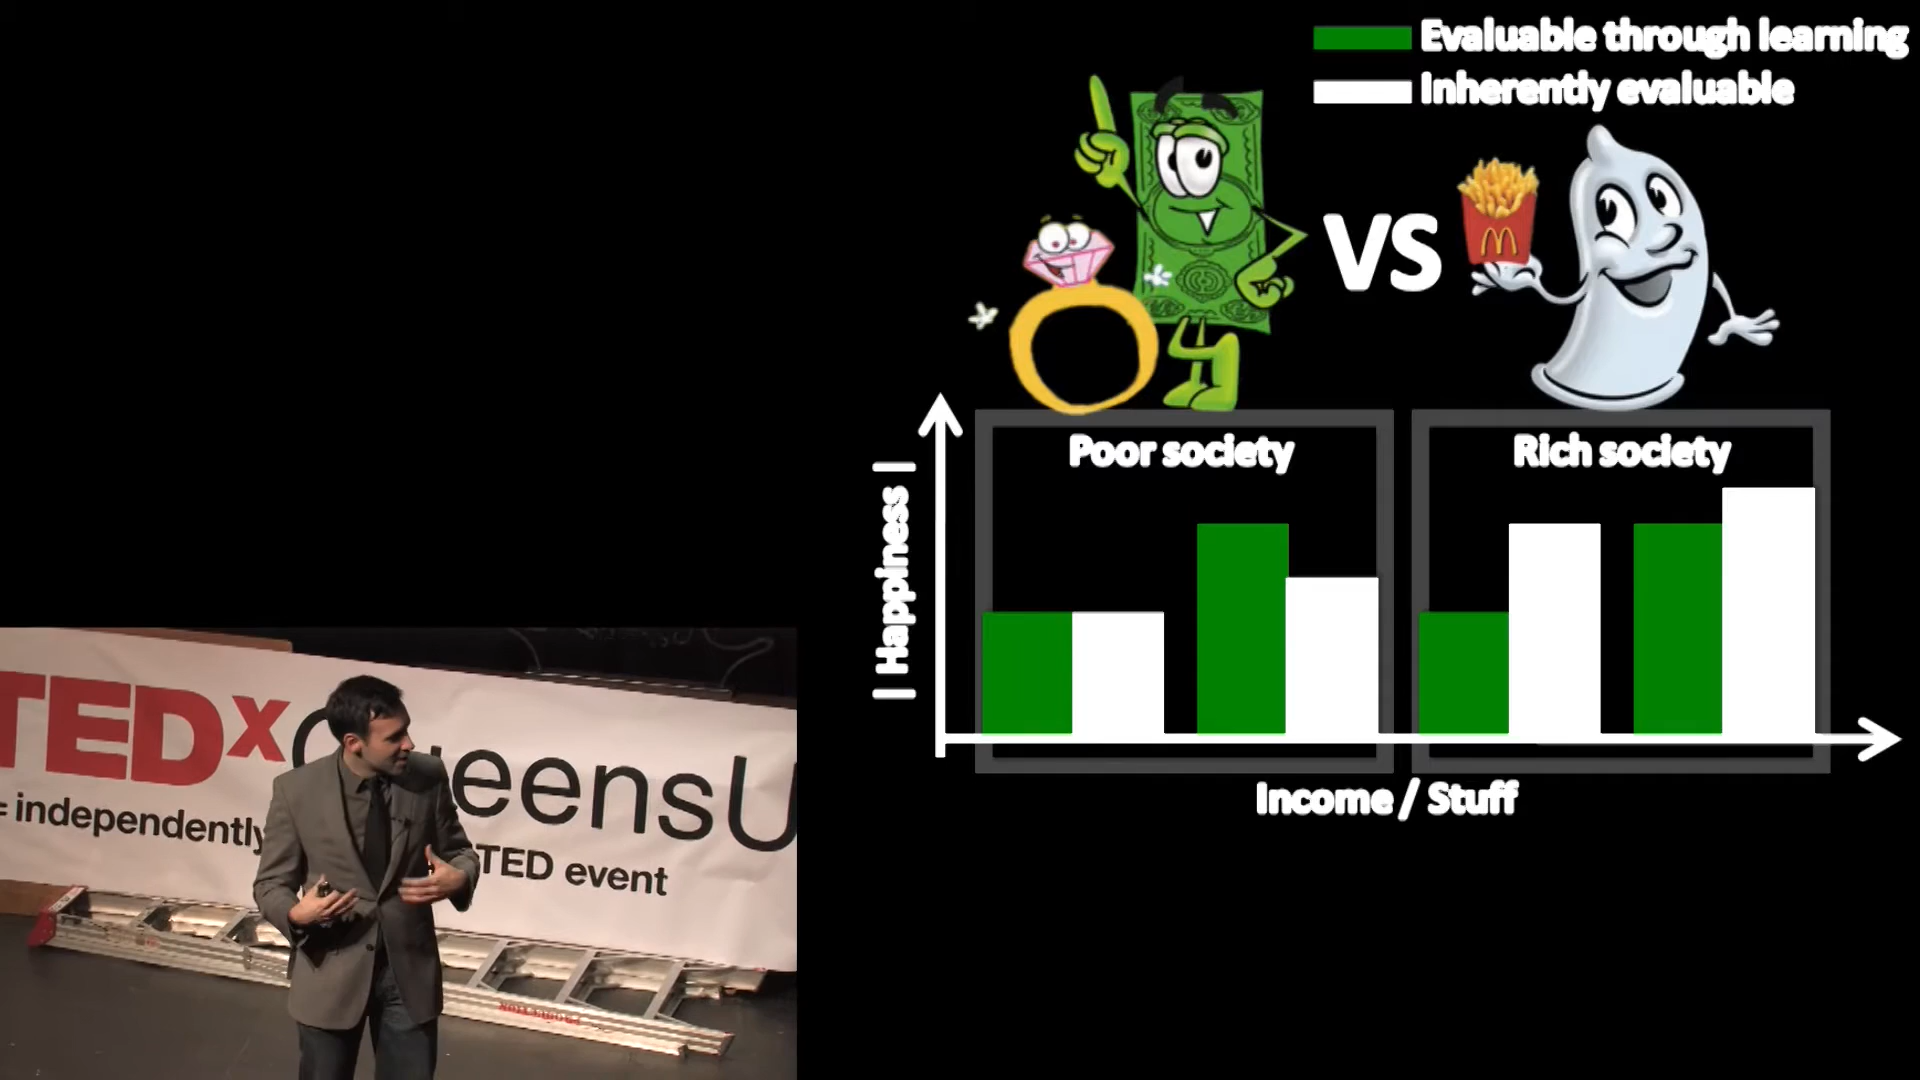 Evaluable through learning
Inherently evaluable
VS
M
Poor society
Rich society
| Happiness |
Income / Stuff
TEDx
eensU
= independently
TED event